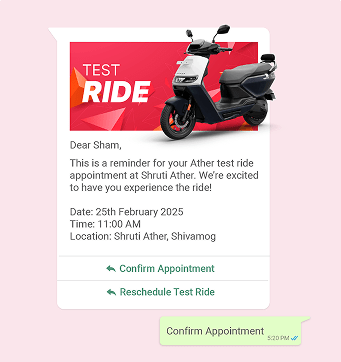 TEST
RIDE
Dear Sham,
This is a reminder for your Ather test ride
appointment at Shruti Ather. We're excited
to have you experience the ride!
Date: 25th February 2025
Time: 11:00 AM
Location: Shruti Ather, Shivamog
Confirm Appointment
Reschedule Test Ride
Confirm Appointment
5:20 PM